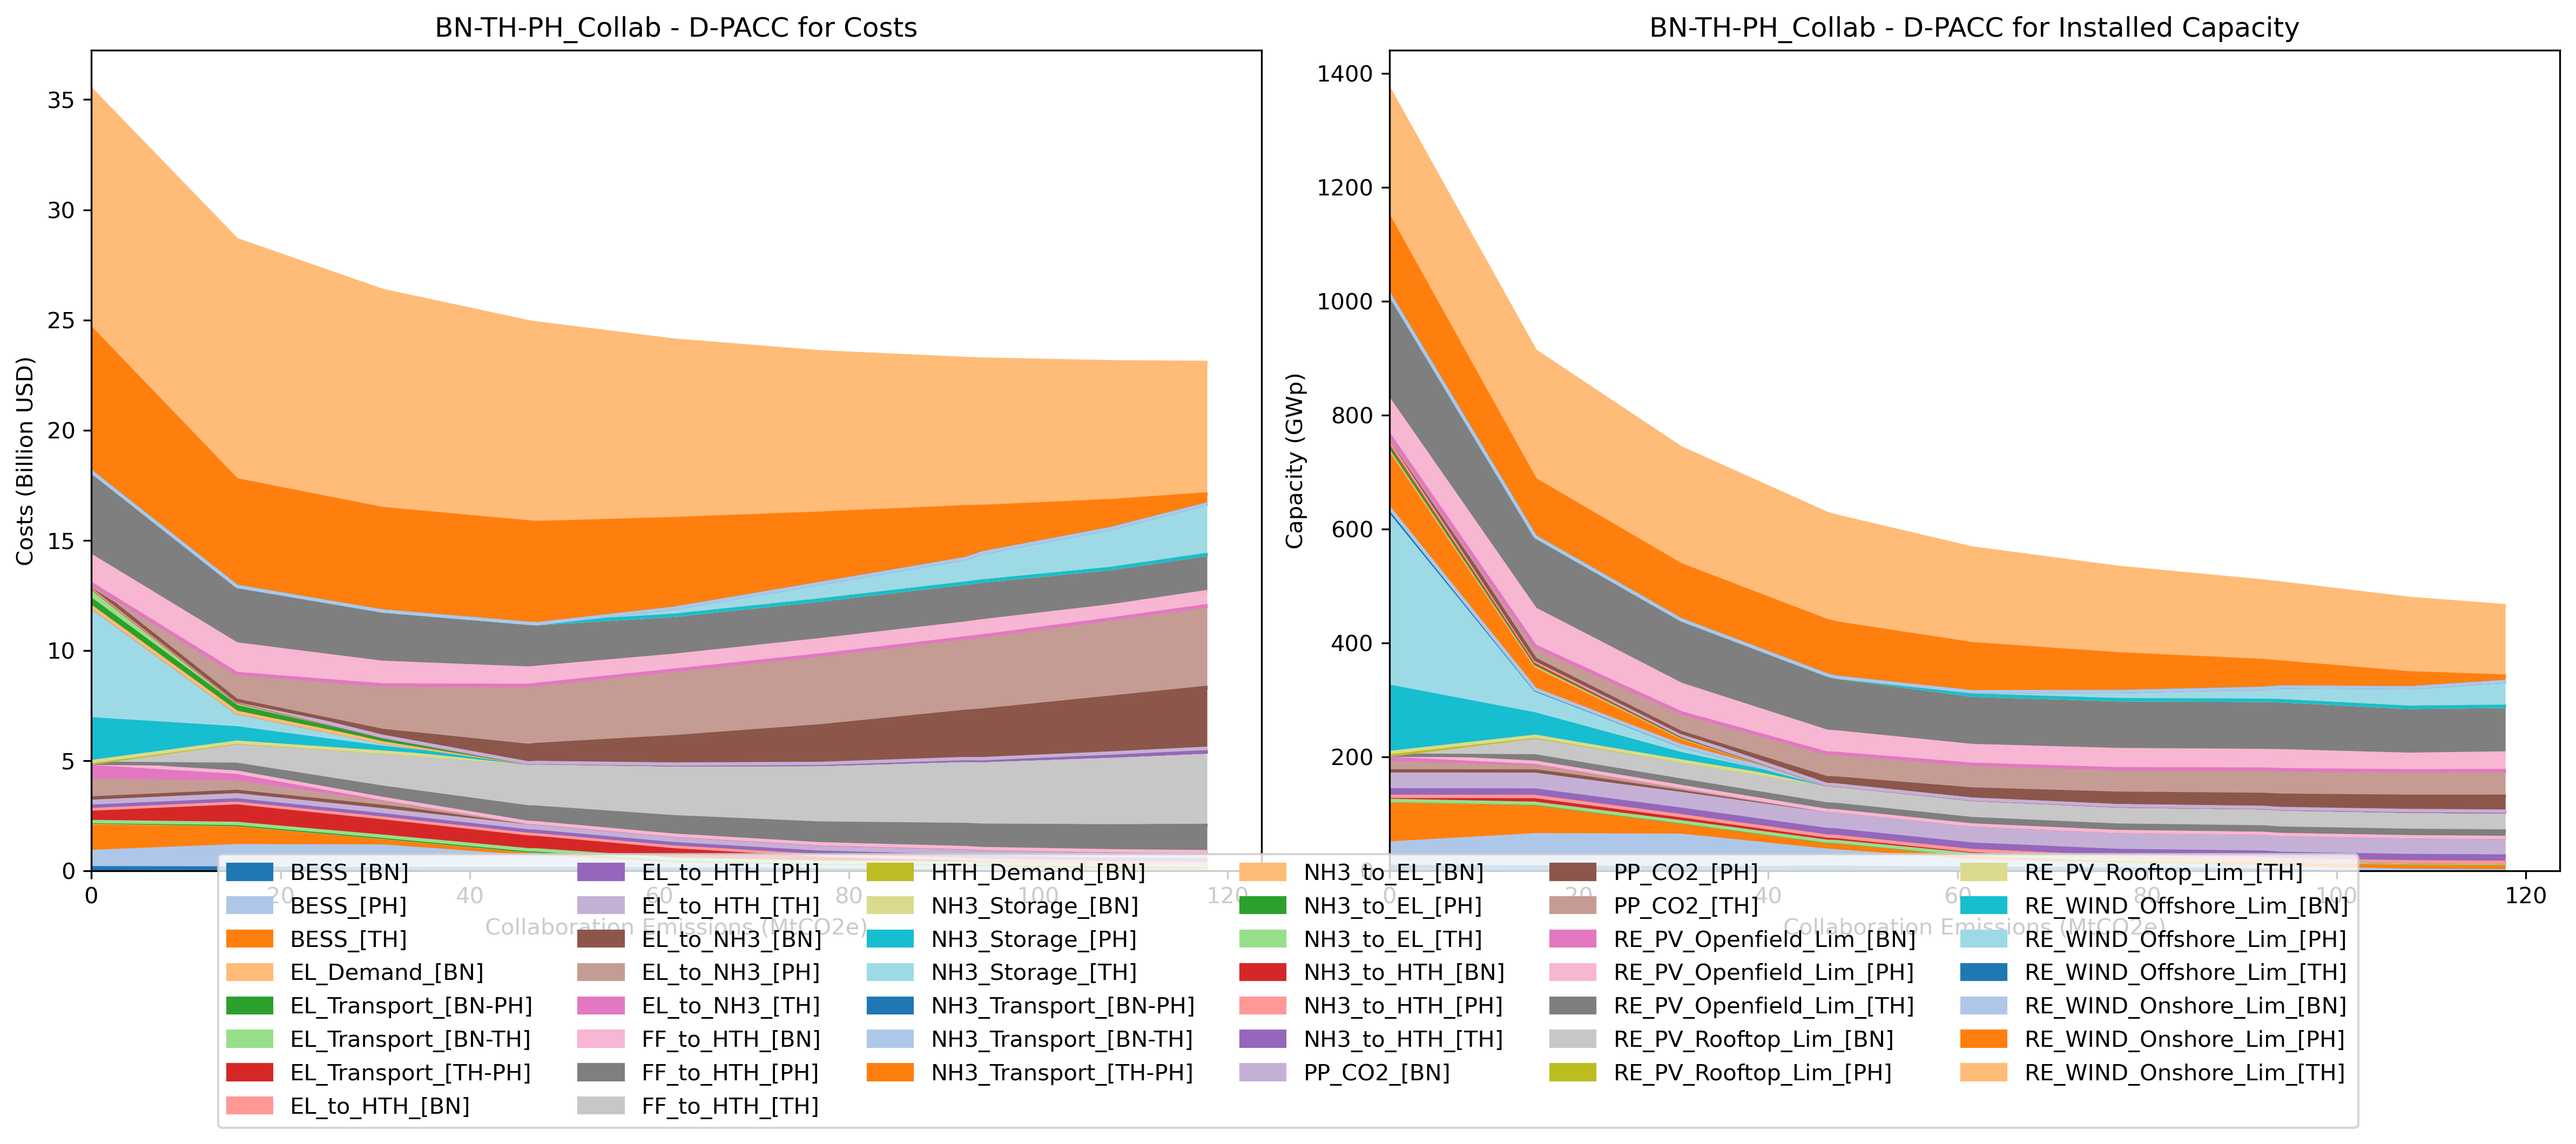 BN-TH-PH_Collab - D-PACC for Costs
Costs (Billion USD)
35
30
25
20
15
10
5
0
0 20 40 60 80 100 120
Collaboration Emissions (MtCO2e)
BN-TH-PH_Collab - D-PACC for Installed Capacity
Capacity (GWp)
1400
1200
1000
800
600
400
200
0
0 20 40 60 80 100 120
Collaboration Emissions (MtCO2e)
BESS_[BN]
BESS_[PH]
BESS_[TH]
EL_Demand_[BN]
EL_Transport_[BN-PH]
EL_Transport_[BN-TH]
EL_Transport_[TH-PH]
EL_to_HTH_[BN]
EL_to_HTH_[PH]
EL_to_HTH_[TH]
EL_to_NH3_[BN]
EL_to_NH3_[PH]
EL_to_NH3_[TH]
FF_to_HTH_[BN]
FF_to_HTH_[PH]
FF_to_HTH_[TH]
HTH_Demand_[BN]
NH3_Storage_[BN]
NH3_Storage_[PH]
NH3_Storage_[TH]
NH3_Transport_[BN-PH]
NH3_Transport_[BN-TH]
NH3_Transport_[TH-PH]
NH3_to_EL_[BN]
NH3_to_EL_[PH]
NH3_to_EL_[TH]
NH3_to_HTH_[BN]
NH3_to_HTH_[PH]
NH3_to_HTH_[TH]
PP_CO2_[BN]
PP_CO2_[PH]
PP_CO2_[TH]
RE_PV_Openfield_Lim_[BN]
RE_PV_Openfield_Lim_[PH]
RE_PV_Openfield_Lim_[TH]
RE_PV_Rooftop_Lim_[BN]
RE_PV_Rooftop_Lim_[PH]
RE_PV_Rooftop_Lim_[TH]
RE_WIND_Offshore_Lim_[BN]
RE_WIND_Offshore_Lim_[PH]
RE_WIND_Offshore_Lim_[TH]
RE_WIND_Onshore_Lim_[BN]
RE_WIND_Onshore_Lim_[PH]
RE_WIND_Onshore_Lim_[TH]